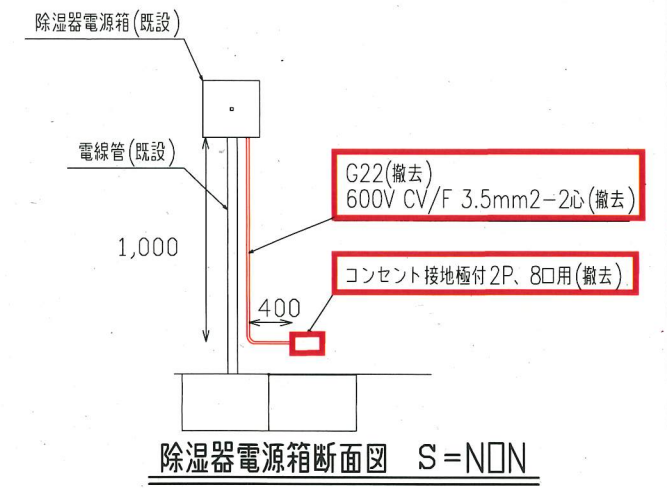 除湿器電源箱(既設)
電線管(既設)
G22(撤去)
600V CV/F 3.5mm2-2心(撤去)
1,000
コンセント接地極付2P、8口用(撤去)
400
除湿器電源箱断面図 S=NON